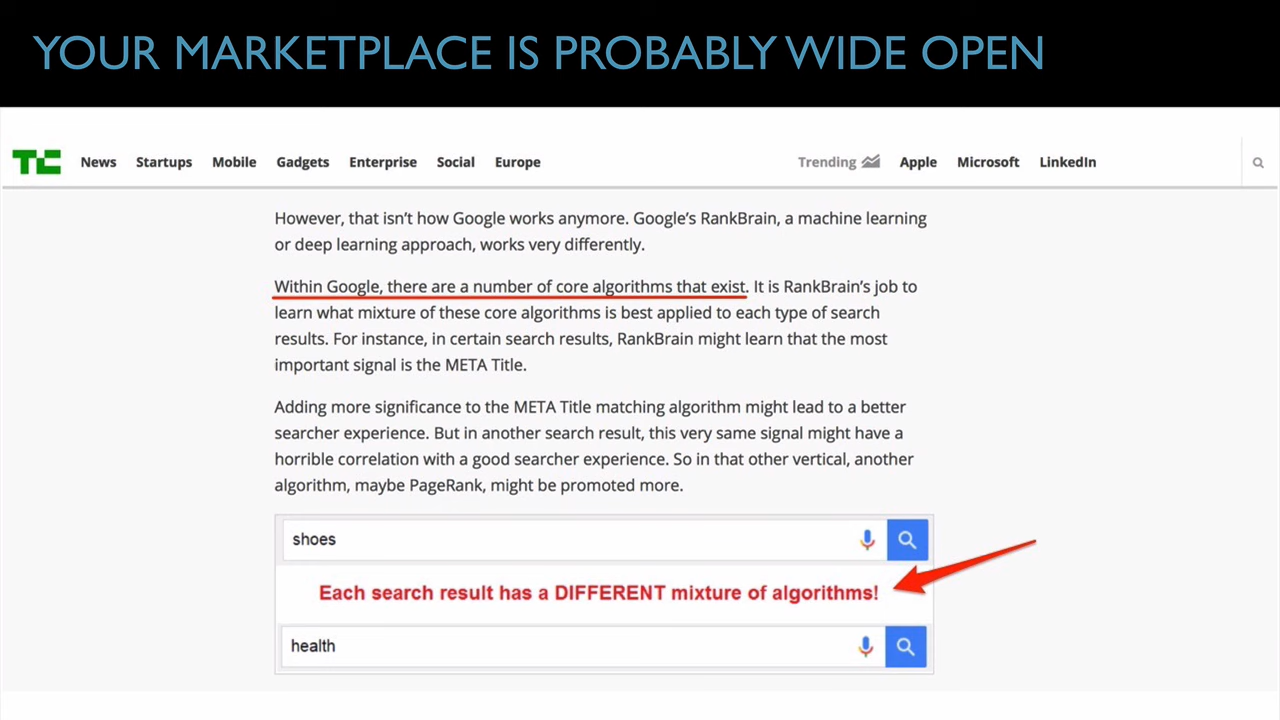 YOUR MARKETPLACE IS PROBABLY WIDE OPEN
TC News Startups Mobile Gadgets Enterprise Social Europe Trending Apple Microsoft LinkedIn
However, that isn’t how Google works anymore. Google’s RankBrain, a machine learning
or deep learning approach, works very differently.
Within Google, there are a number of core algorithms that exist. It is RankBrain’s job to
learn what mixture of these core algorithms is best applied to each type of search
results. For instance, in certain search results, RankBrain might learn that the most
important signal is the META Title.
Adding more significance to the META Title matching algorithm might lead to a better
searcher experience. But in another search result, this very same signal might have a
horrible correlation with a good searcher experience. So in that other vertical, another
algorithm, maybe PageRank, might be promoted more.
shoes
Each search result has a DIFFERENT mixture of algorithms!
health